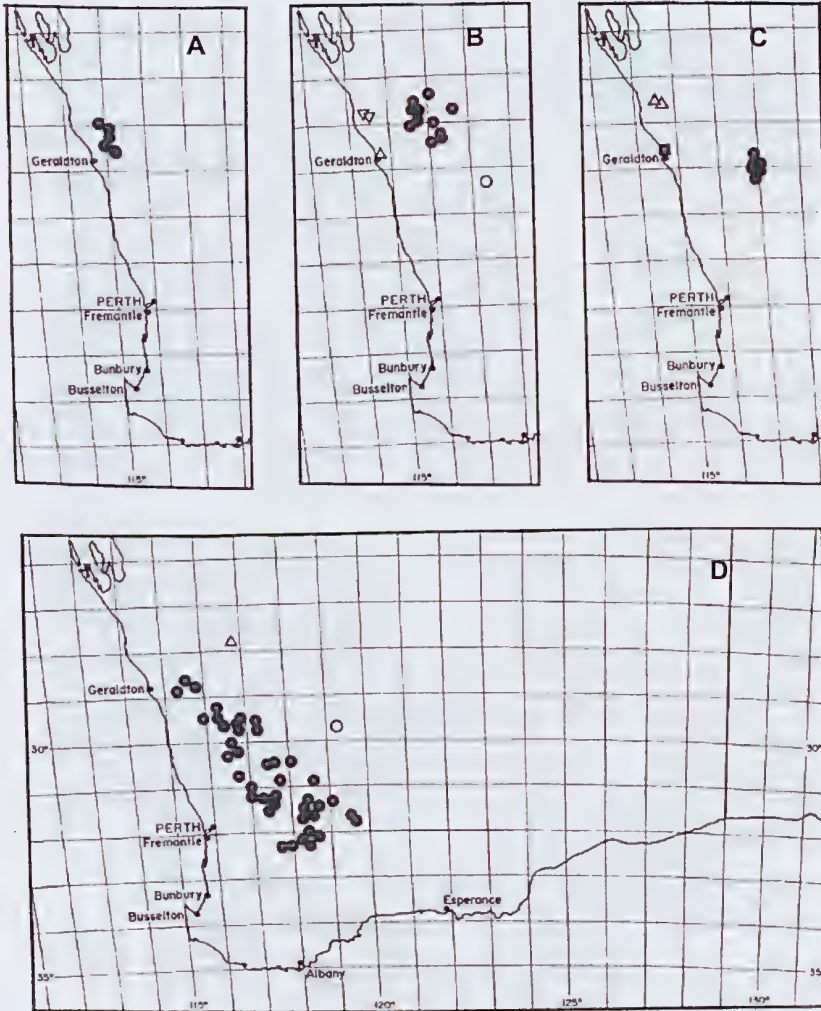 A
Geraldton
PERTH
Fremantle
Bunbury
Busselton
115°
B
Geraldton
PERTH
Fremantle
Bunbury
Busselton
115°
C
Geraldton
PERTH
Fremantle
Bunbury
Busselton
115°
D
Geraldton
30°
30°
PERTH
Fremantle
Bunbury
Busselton
Esperance
Albany
35°
35
115°
120°
125°
130°